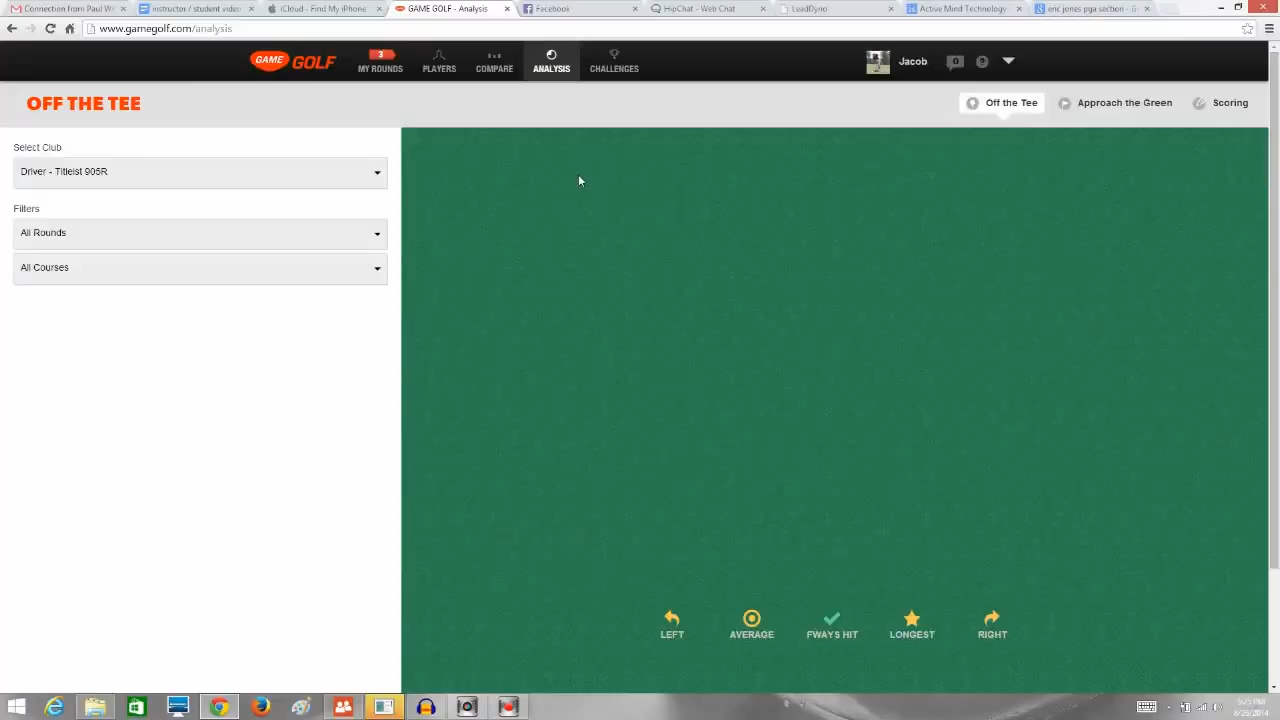 Connection from Paul Wi
instructor / student video
iCloud - Find My iPhone
GAME GOLF - Analysis
Facebook
HipChat - Web Chat
LeadDyno
Active Mind Technology
eric jones pga section - G
www.gamegolf.com/analysis
GAME GOLF
3
MY ROUNDS
PLAYERS
COMPARE
ANALYSIS
CHALLENGES
Jacob
0
OFF THE TEE
Off the Tee
Approach the Green
Scoring
Select Club
Driver - Titleist 905R
Filters
All Rounds
All Courses
LEFT
AVERAGE
FWAYS HIT
LONGEST
RIGHT